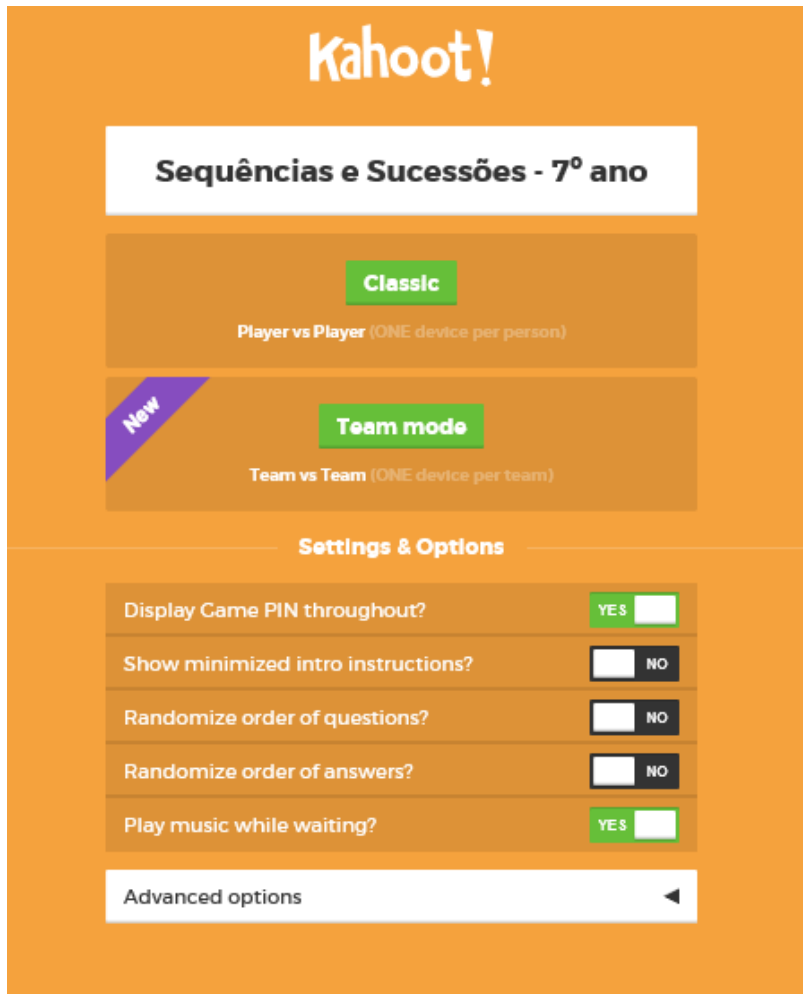 Kahoot!
Sequências e Sucessões - 7º ano
Classic
Player vs Player (ONE device per person)
New
Team mode
Team vs Team (ONE device per team)
Settings & Options
Display Game PIN throughout? YES
Show minimized intro instructions? NO
Randomize order of questions? NO
Randomize order of answers? NO
Play music while waiting? YES
Advanced options